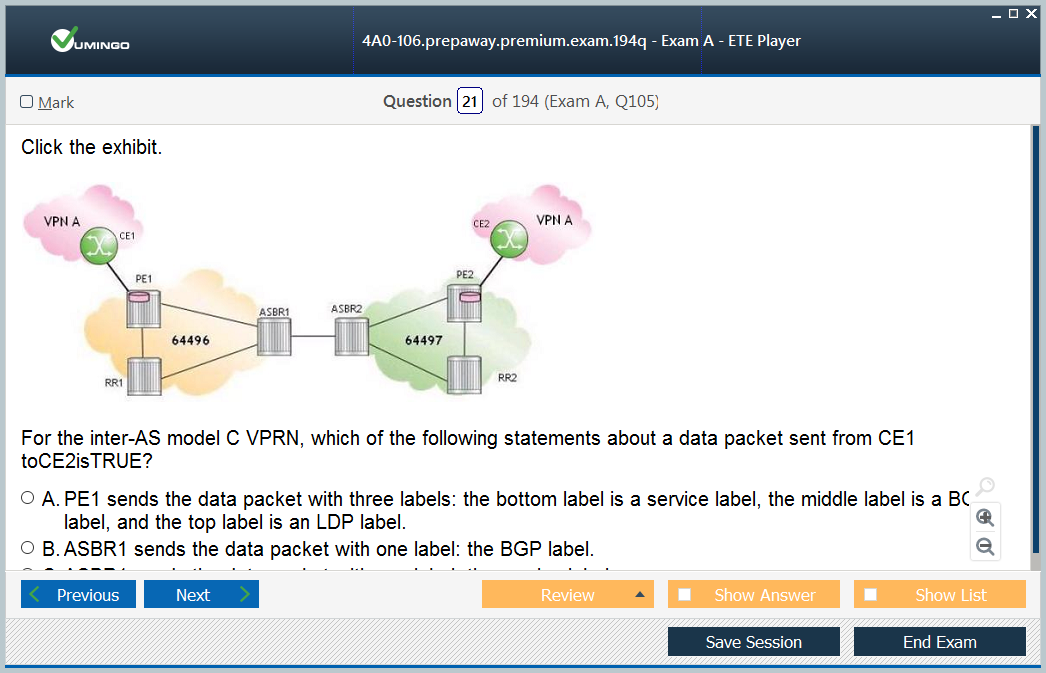 VUMINGO
4A0-106.prepaway.premium.exam.194q - Exam A - ETE Player
Mark
Question 21 of 194 (Exam A, Q105)
Click the exhibit.
VPN A
CE1
CE2
VPN A
PE1
PE2
ASBR1
ASBR2
64496
64497
RR1
RR2
For the inter-AS model C VPRN, which of the following statements about a data packet sent from CE1
toCE2isTRUE?
A. PE1 sends the data packet with three labels: the bottom label is a service label, the middle label is a
label, and the top label is an LDP label.
B. ASBR1 sends the data packet with one label: the BGP label.
Previous
Next
Review
Show Answer
Show List
Save Session
End Exam